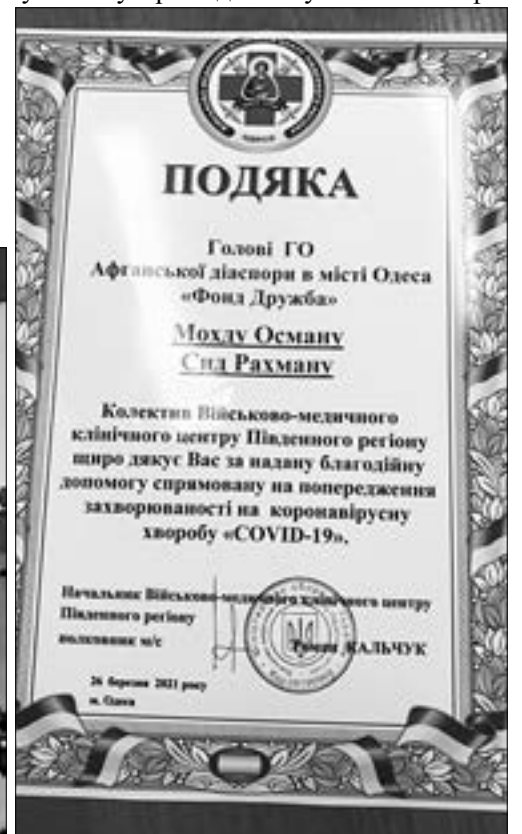 ПОДЯКА
Голові ГО
Афганської діаспори в місті Одеса
«Фонд Дружба»
Мохду Осману
Сид Рахману
Колектив Військово-медичного
клінічного центру Південного регіону
щиро дякує Вас за надану благодійну
допомогу спрямовану на попередження
захворюваності на коронавірусну
хворобу «COVID-19».
Начальник Військово-медичного клінічного центру
Південного регіону
полковник м/с
Роман КАЛЬЧУК
26 березня 2021 року
м. Одеса